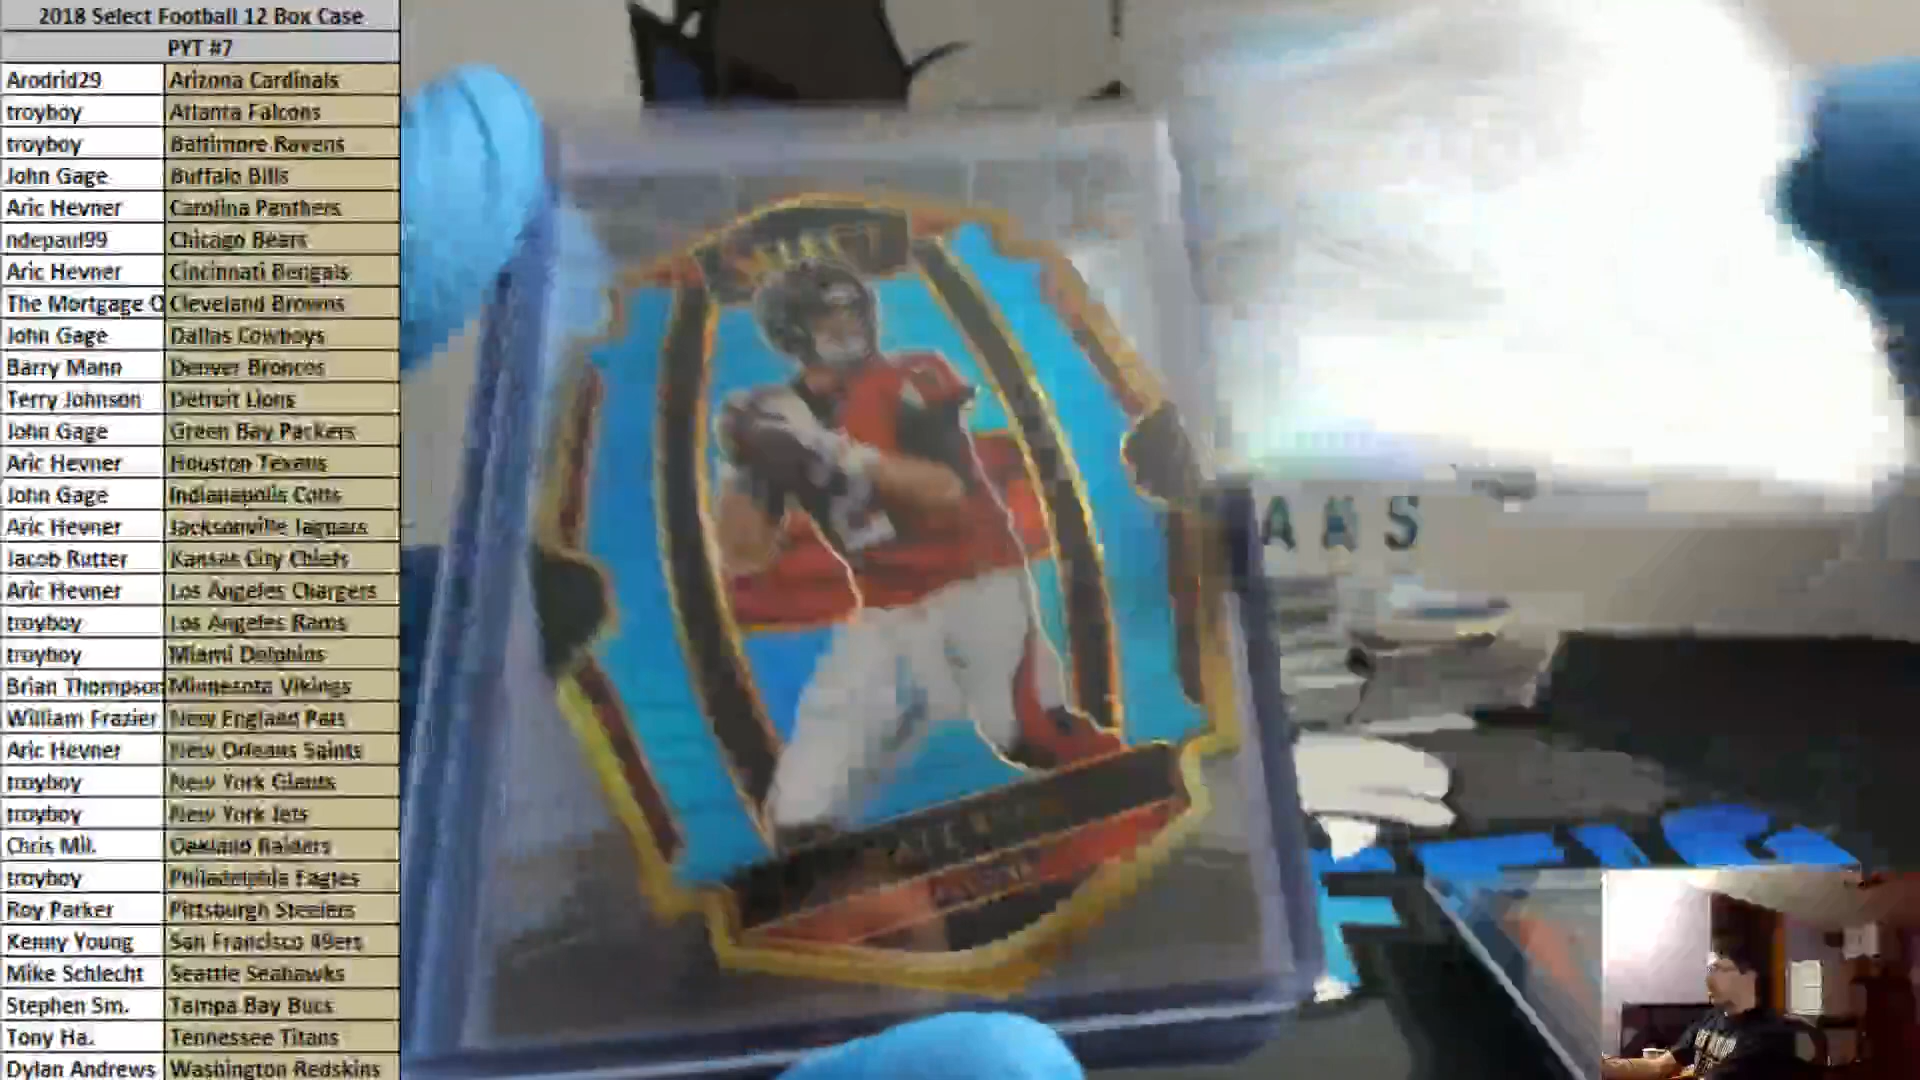 2018 Select Football 12 Box Case
PYT #7
Arodrid29 Arizona Cardinals
troyboy Atlanta Falcons
troyboy Baltimore Ravens
John Gage Buffalo Bills
Aric Hevner Carolina Panthers
ndepaul99 Chicago Bears
Aric Hevner Cincinnati Bengals
The Mortgage Cleveland Browns
John Gage Dallas Cowboys
Barry Mann Denver Broncos
Terry Johnson Detroit Lions
John Gage Green Bay Packers
Aric Hevner Houston Texans
John Gage Indianapolis Colts
Aric Hevner Jacksonville Jaguars
Jacob Rutter Kansas City Chiefs
Aric Hevner Los Angeles Chargers
troyboy Los Angeles Rams
troyboy Miami Dolphins
Brian Thompson Minnesota Vikings
William Frazier New England Pats
Aric Hevner New Orleans Saints
troyboy New York Giants
troyboy New York Jets
Chris Mil. Oakland Raiders
troyboy Philadelphia Eagles
Roy Parker Pittsburgh Steelers
Kenny Young San Francisco 49ers
Mike Schlecht Seattle Seahawks
Stephen Sm. Tampa Bay Bucs
Tony Ha. Tennessee Titans
Dylan Andrews Washington Redskins
SELECT